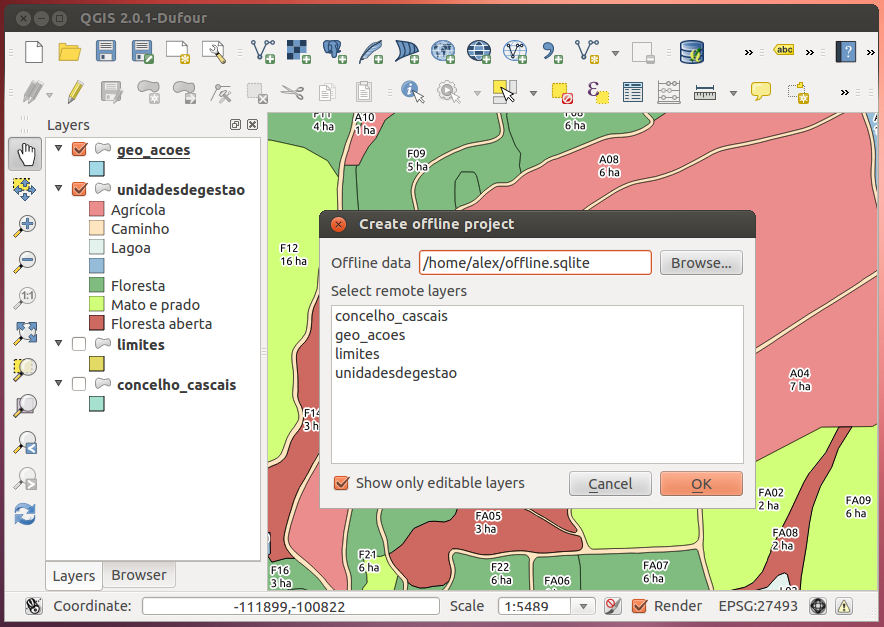 QGIS 2.0.1-Dufour
abc
?
Layers
geo_acoes
unidadesdegestao
Agrícola
Caminho
Lagoa
Floresta
Mato e prado
Floresta aberta
limites
concelho_cascais
1:1
F11
4 ha
A10
1 ha
F08
6 ha
F09
5 ha
A08
6 ha
F12
16 ha
Create offline project
Offline data
/home/alex/offline.sqlite
Browse...
Select remote layers
concelho_cascais
geo_acoes
limites
unidadesdegestao
Show only editable layers
Cancel
OK
A04
7 ha
F14
3 h
FA02
2 ha
FA09
6 ha
FA05
3 ha
FA08
2 ha
F21
6 ha
F22
6 ha
FA07
6 ha
F16
3 ha
FA06
Layers
Browser
Coordinate:
-111899,-100822
Scale
1:5489
Render
EPSG:27493